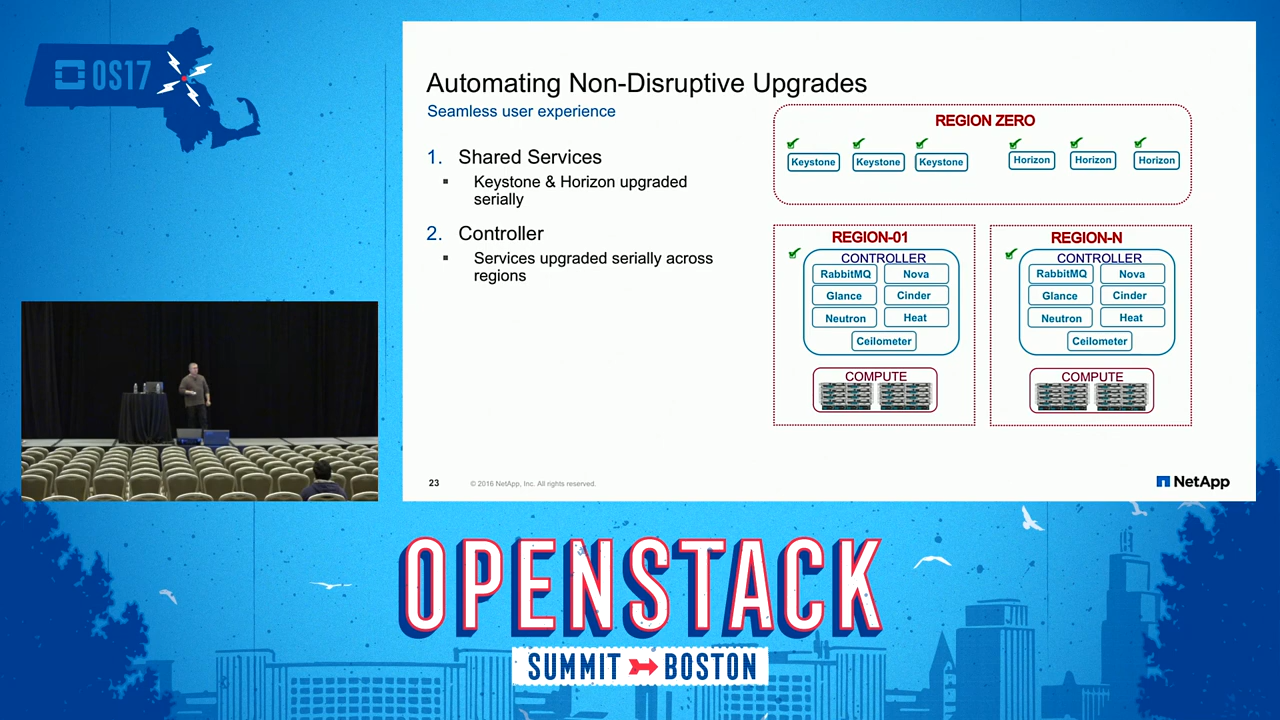 OS17
Automating Non-Disruptive Upgrades
Seamless user experience
1. Shared Services
▪ Keystone & Horizon upgraded
serially
2. Controller
▪ Services upgraded serially across
regions
REGION ZERO
Keystone Keystone Keystone Horizon Horizon Horizon
REGION-01
CONTROLLER
RabbitMQ Nova
Glance Cinder
Neutron Heat
Ceilometer
COMPUTE
REGION-N
CONTROLLER
RabbitMQ Nova
Glance Cinder
Neutron Heat
Ceilometer
COMPUTE
23 © 2016 NetApp, Inc. All rights reserved.
NetApp
OPENSTACK
SUMMIT BOSTON